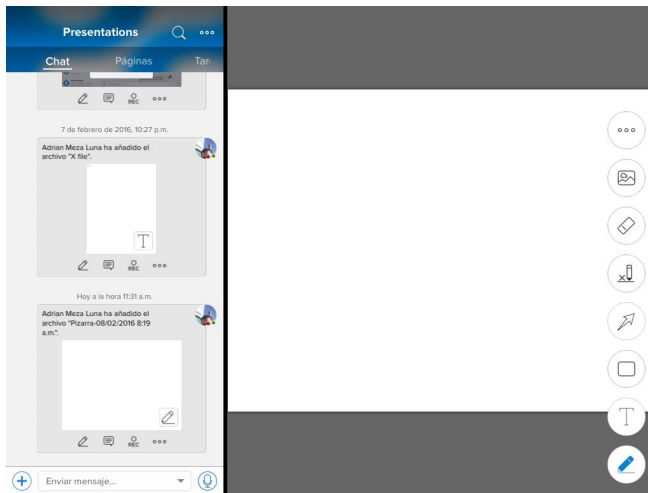 Presentations
Chat Páginas Tar
REC
7 de febrero de 2016, 10:27 p.m.
Adrian Meza Luna ha añadido el
archivo "X file".
T
REC
Hoy a la hora 11:31 a.m.
Adrian Meza Luna ha añadido el
archivo "Pizarra-08/02/2016 8:19
a.m.".
REC
Enviar mensaje...
T